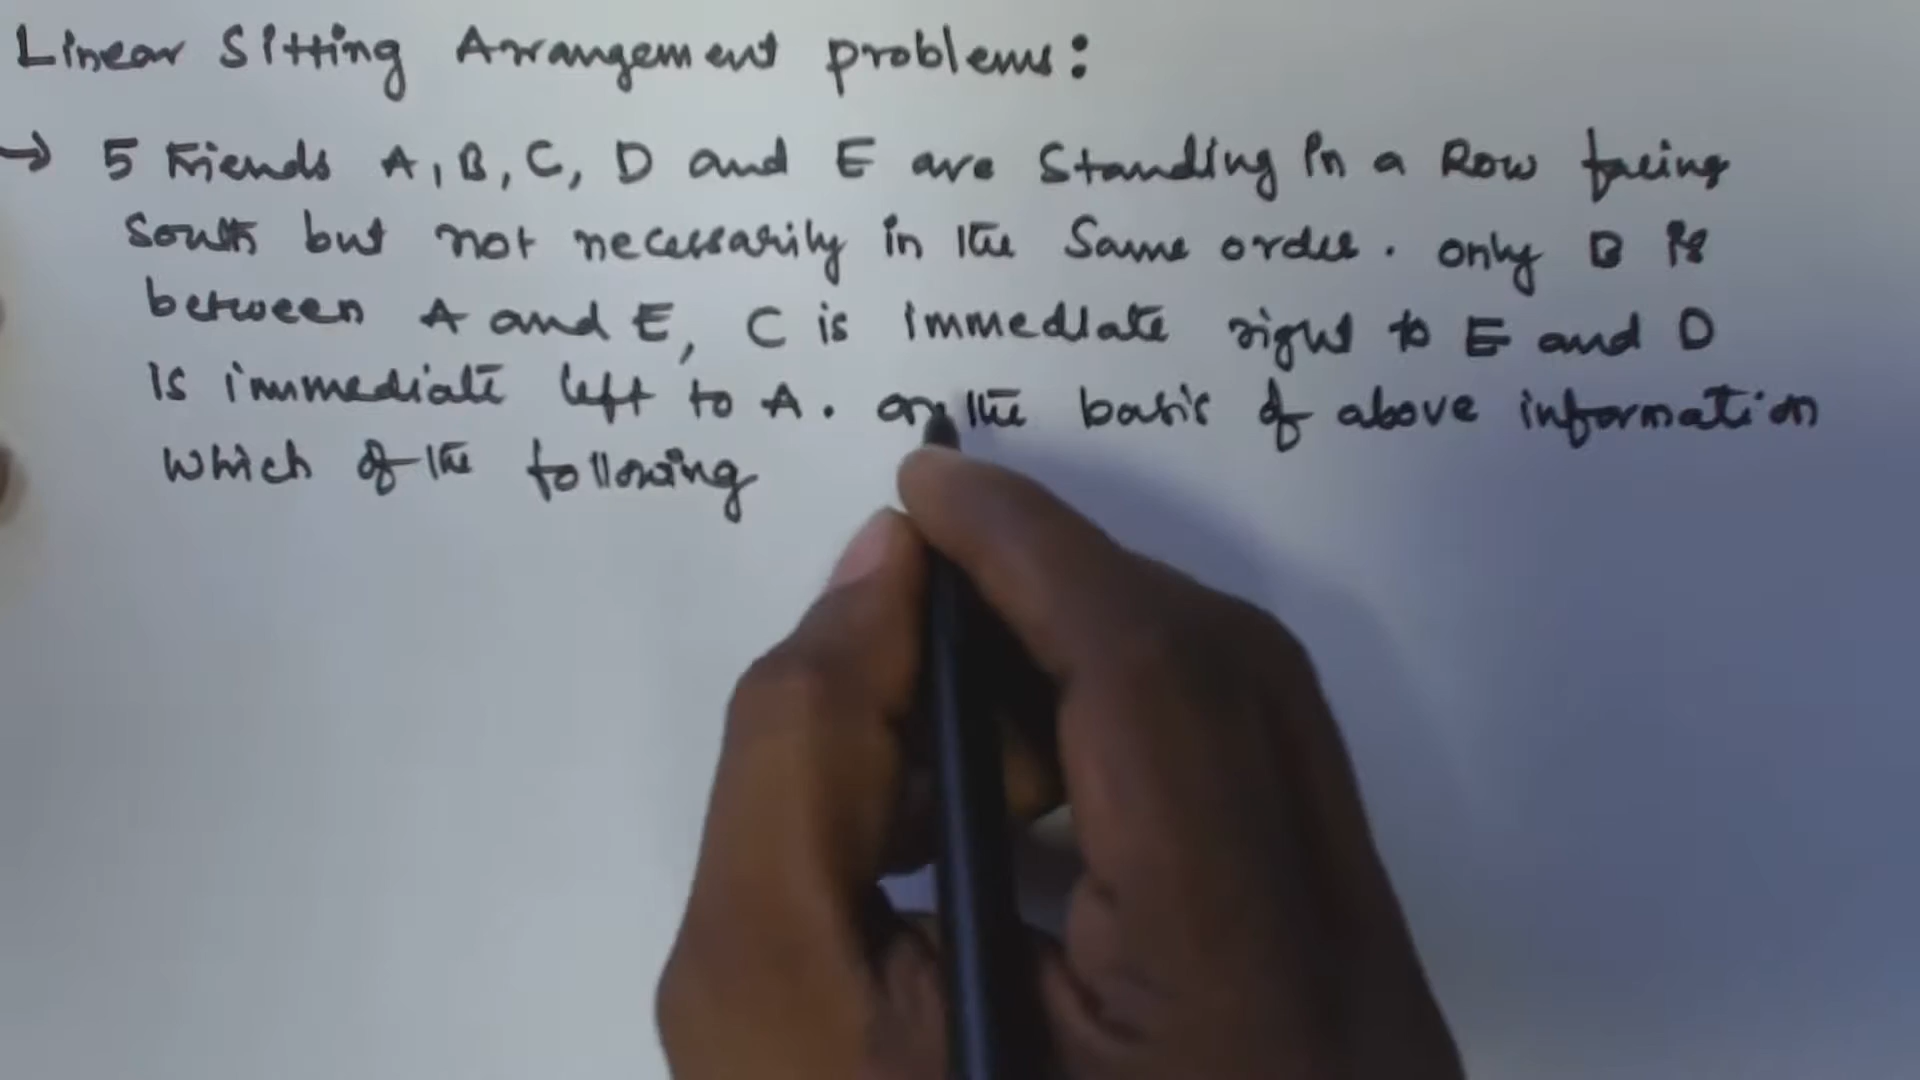 Linear Sitting Arrangement problems:
→ 5 Friends A, B, C, D and E are Standing in a Row facing
South but not necessarily in the Same order. only B is
between A and E, C is immediate right to E and D
is immediate left to A. on the basis of above information
which of the following